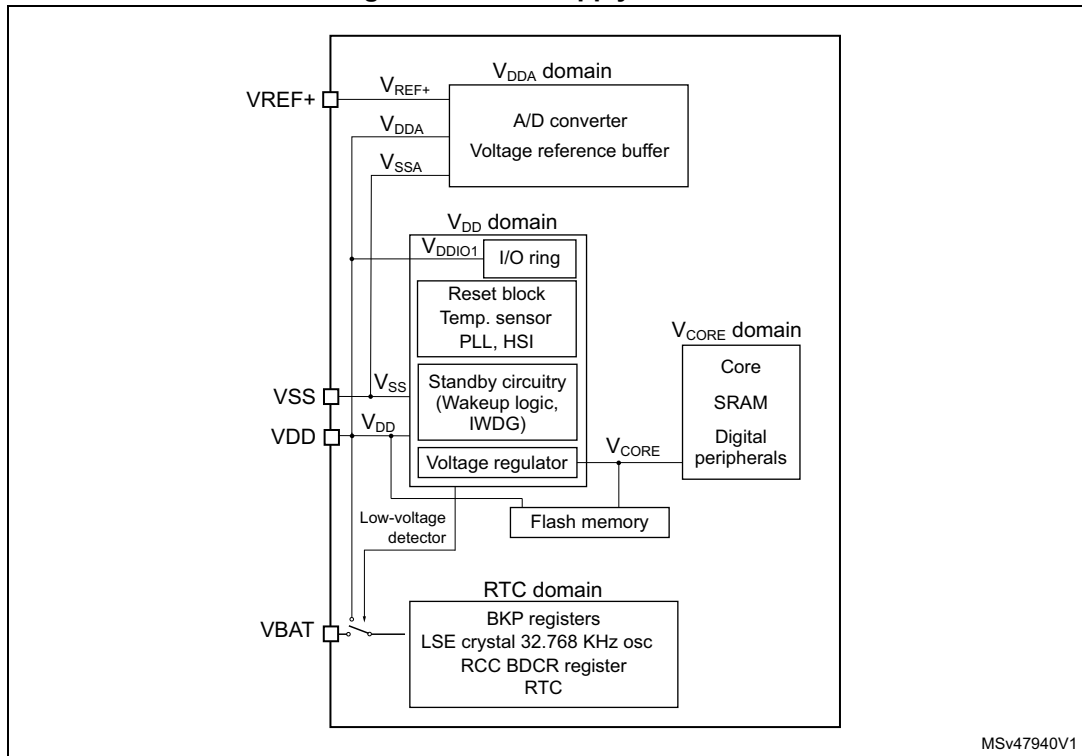 VDDA domain
VREF+
VREF+
A/D converter
VDDA
Voltage reference buffer
VSSA
VDD domain
VDDIO1
I/O ring
Reset block
Temp. sensor
PLL, HSI
VCORE domain
Core
SRAM
Digital
peripherals
Standby circuitry
(Wakeup logic,
IWDG)
VSS
VSS
VDD
VDD
Voltage regulator
VCORE
Flash memory
Low-voltage
detector
RTC domain
VBAT
BKP registers
LSE crystal 32.768 KHz osc
RCC BDCR register
RTC
MSv47940V1